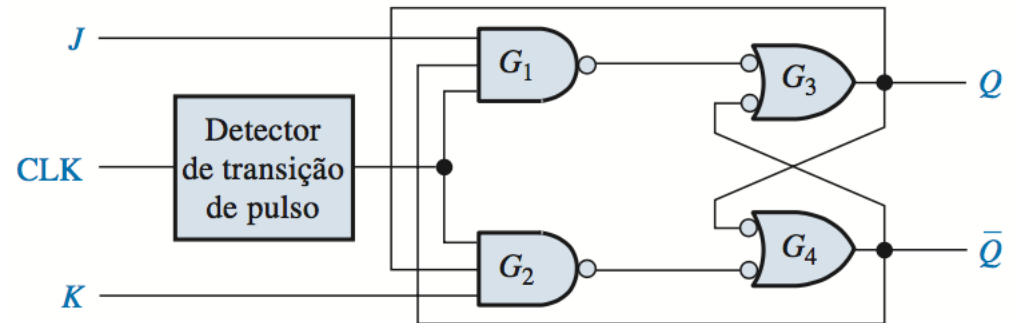 J
G₁
G₃
Q
Detector
de transição
de pulso
CLK
G₂
G₄
Q̅
K